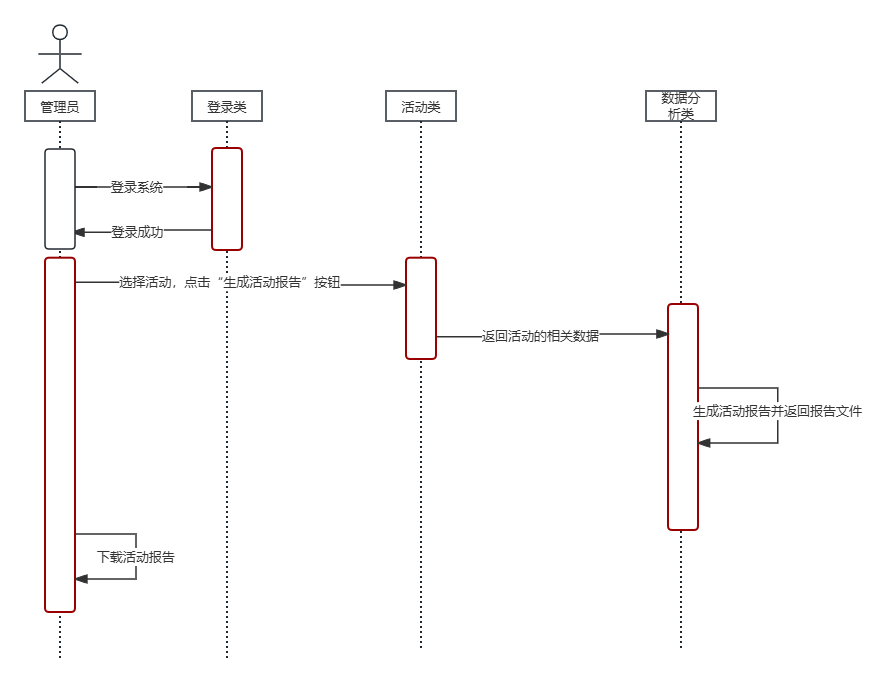 管理员
登录类
活动类
数据分
析类
登录系统
登录成功
选择活动，点击“生成活动报告”按钮
返回活动的相关数据
生成活动报告并返回报告文件
下载活动报告